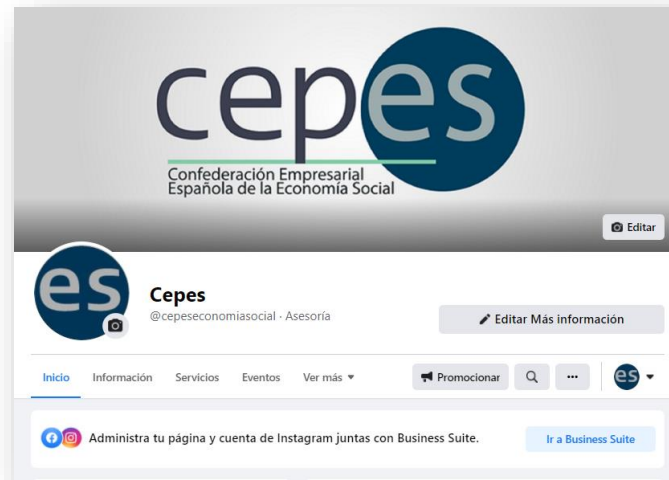 cepes
Confederación Empresarial
Española de la Economía Social
Editar
es
Cepes
@cepeseconomiasocial · Asesoría
Editar Más información
Inicio Información Servicios Eventos Ver más Promocionar es
Administra tu página y cuenta de Instagram juntas con Business Suite. Ir a Business Suite